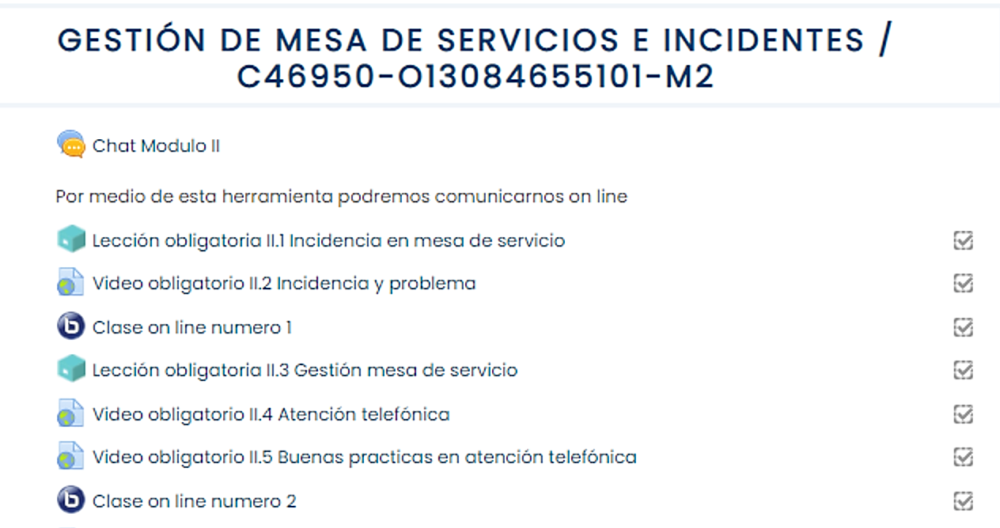 GESTIÓN DE MESA DE SERVICIOS E INCIDENTES /
C46950-O13084655101-M2
Chat Modulo II
Por medio de esta herramienta podremos comunicarnos on line
Lección obligatoria II.1 Incidencia en mesa de servicio
Video obligatorio II.2 Incidencia y problema
Clase on line numero 1
Lección obligatoria II.3 Gestión mesa de servicio
Video obligatorio II.4 Atención telefónica
Video obligatorio II.5 Buenas practicas en atención telefónica
Clase on line numero 2